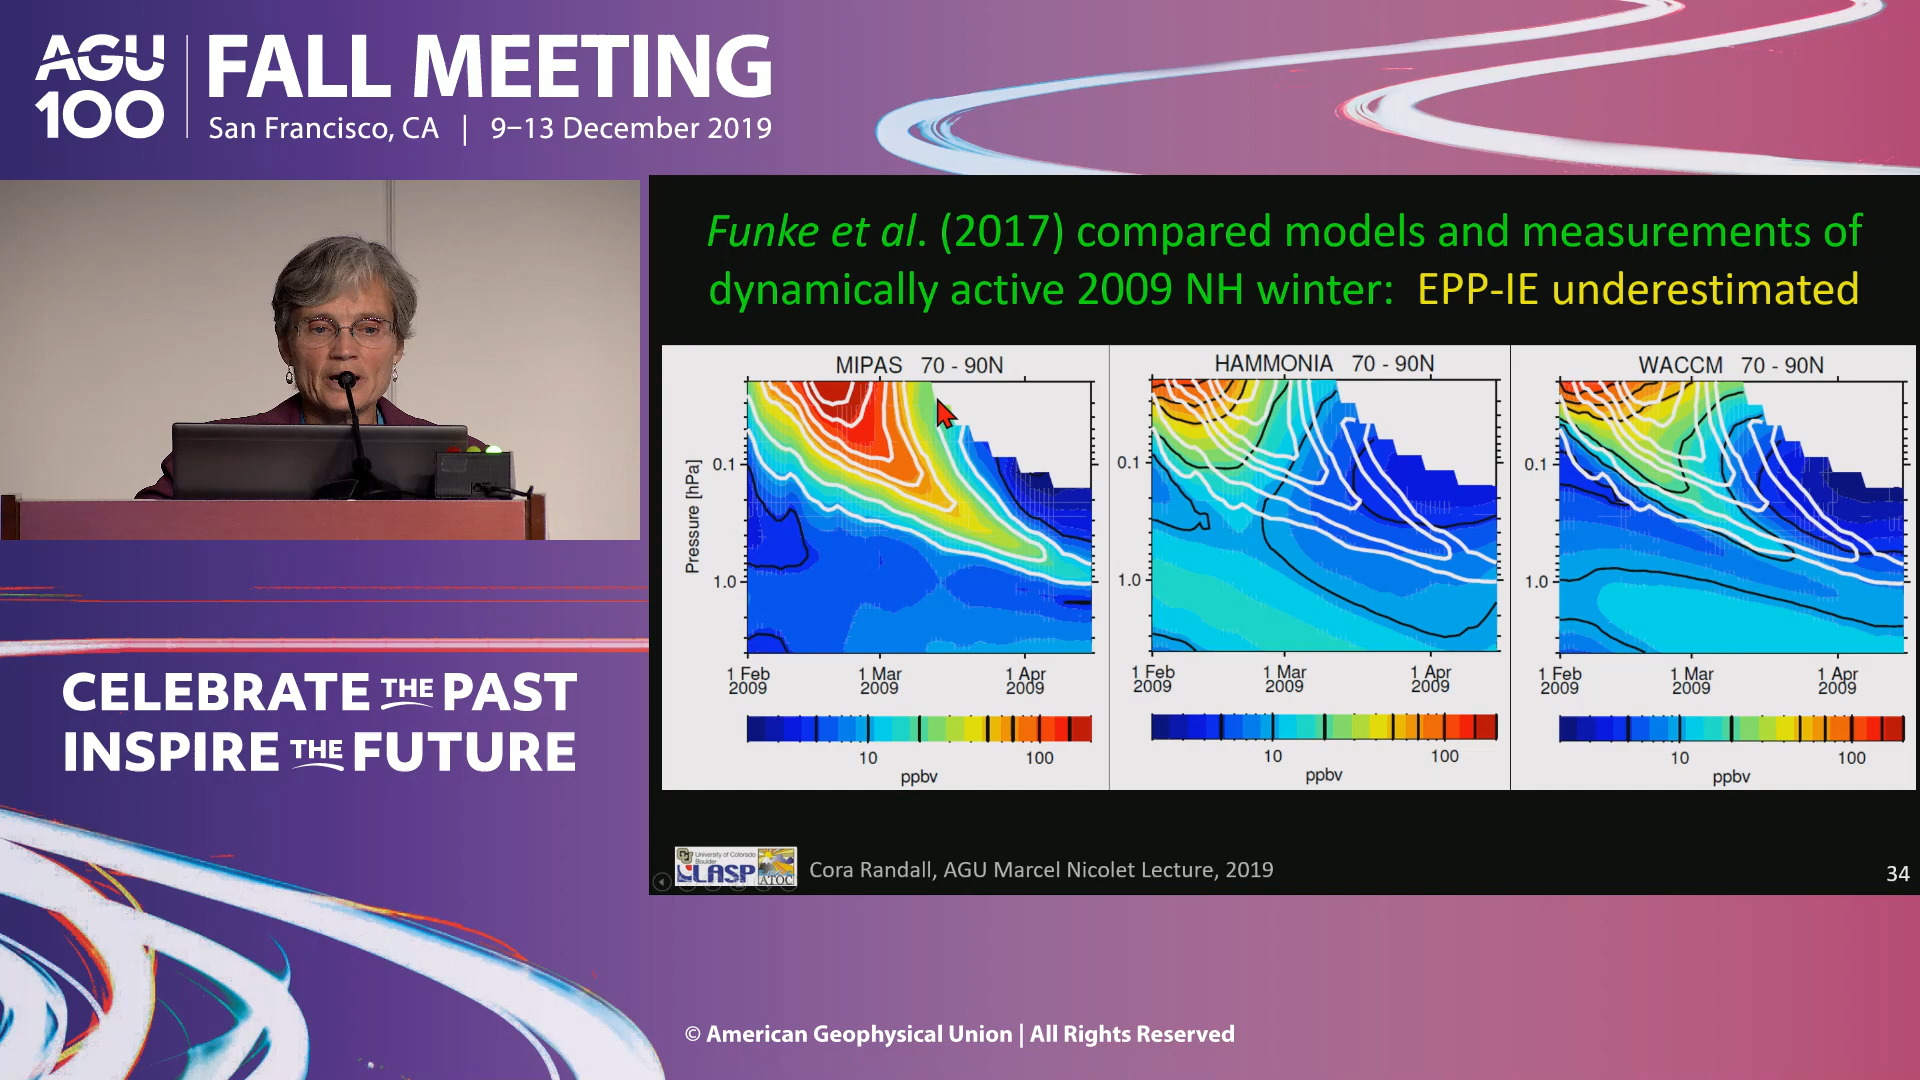 AGU
100
FALL MEETING
San Francisco, CA | 9–13 December 2019
Funke et al. (2017) compared models and measurements of
dynamically active 2009 NH winter: EPP-IE underestimated
MIPAS 70 - 90N
HAMMONIA 70 - 90N
WACCM 70 - 90N
Pressure [hPa]
0.1
1.0
0.1
1.0
0.1
1.0
1 Feb 2009
1 Mar 2009
1 Apr 2009
1 Feb 2009
1 Mar 2009
1 Apr 2009
1 Feb 2009
1 Mar 2009
1 Apr 2009
10 100
ppbv
10 100
ppbv
10 100
ppbv
CELEBRATE THE PAST
INSPIRE THE FUTURE
University of Colorado
Boulder
LASP
ATOC
Cora Randall, AGU Marcel Nicolet Lecture, 2019
34
© American Geophysical Union | All Rights Reserved